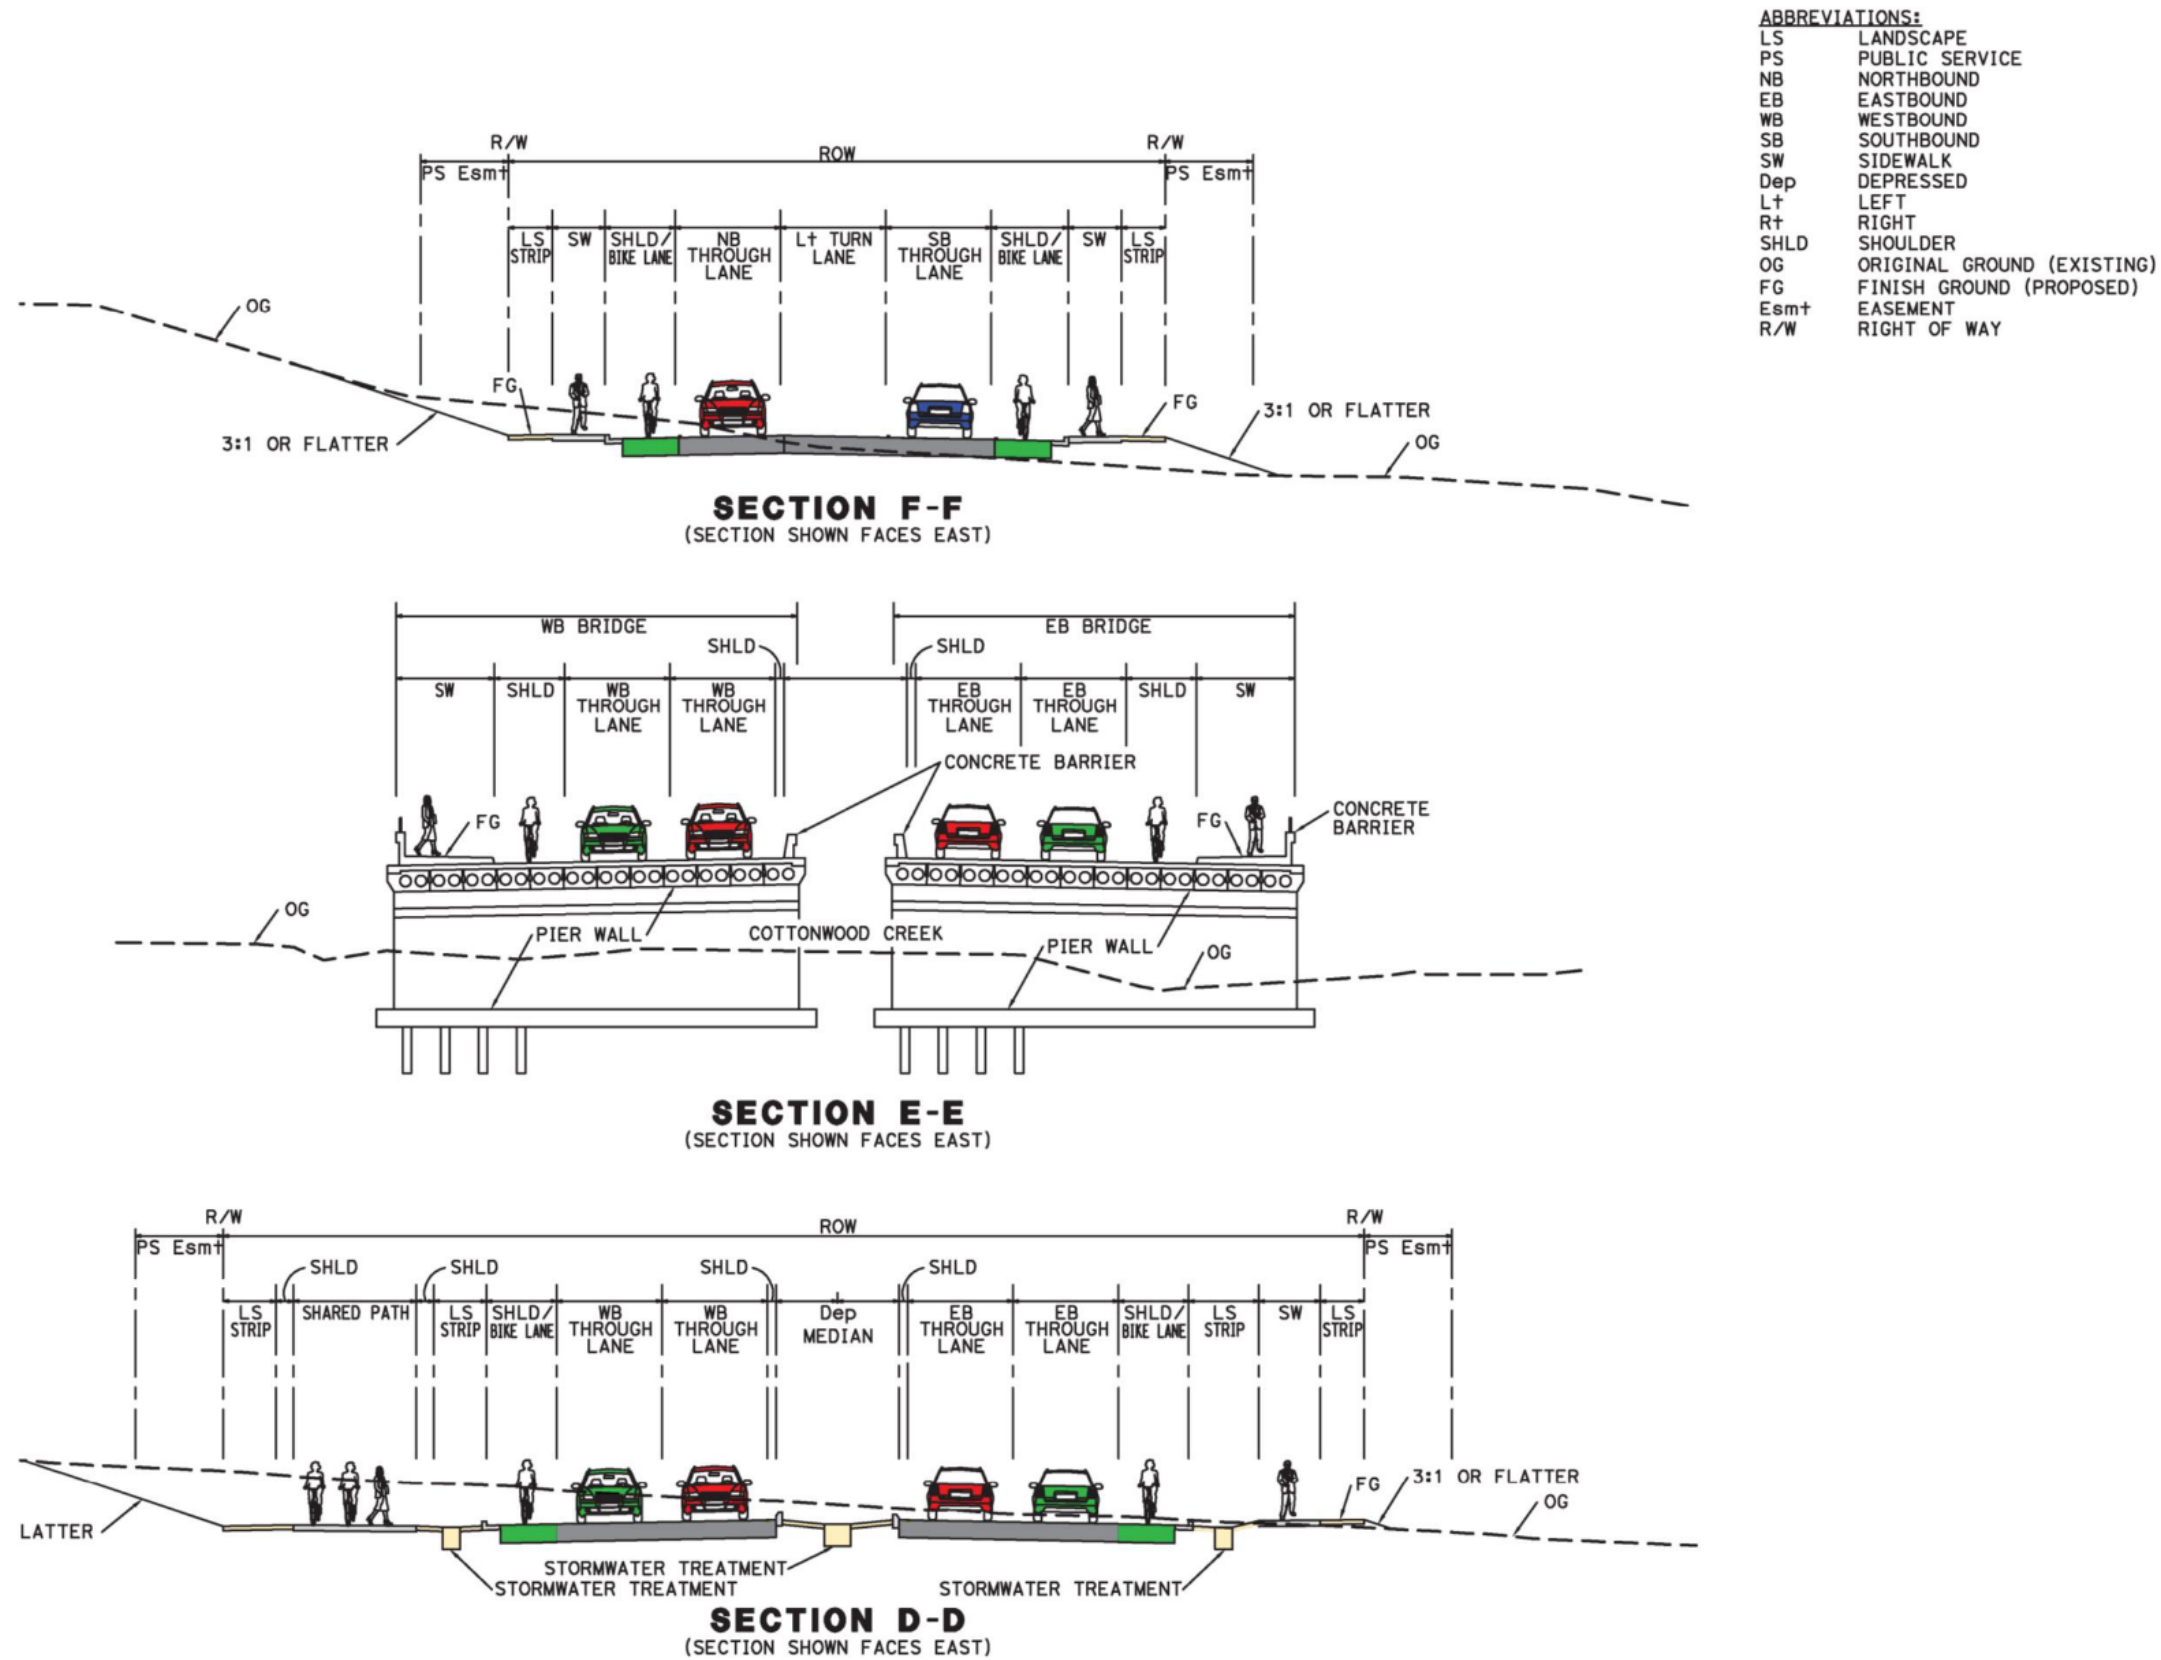 ABBREVIATIONS:
LS LANDSCAPE
PS PUBLIC SERVICE
NB NORTHBOUND
EB EASTBOUND
WB WESTBOUND
SB SOUTHBOUND
SW SIDEWALK
Dep DEPRESSED
Lt LEFT
Rt RIGHT
SHLD SHOULDER
OG ORIGINAL GROUND (EXISTING)
FG FINISH GROUND (PROPOSED)
Esmt EASEMENT
R/W RIGHT OF WAY
R/W ROW R/W
PS Esmt PS Esmt
LS STRIP
SW
SHLD/ BIKE LANE
NB THROUGH LANE
Lt TURN LANE
SB THROUGH LANE
SHLD/ BIKE LANE
SW
LS STRIP
OG
FG
3:1 OR FLATTER
FG
3:1 OR FLATTER
OG
SECTION F-F
(SECTION SHOWN FACES EAST)
WB BRIDGE
EB BRIDGE
SHLD
SHLD
SW
SHLD
WB THROUGH LANE
WB THROUGH LANE
EB THROUGH LANE
EB THROUGH LANE
SHLD
SW
CONCRETE BARRIER
FG
FG
CONCRETE
BARRIER
OG
PIER WALL
COTTONWOOD CREEK
PIER WALL
OG
SECTION E-E
(SECTION SHOWN FACES EAST)
R/W ROW R/W
PS Esmt PS Esmt
SHLD
SHLD
SHLD
SHLD
LS STRIP
SHARED PATH
LS STRIP
SHLD/ BIKE LANE
WB THROUGH LANE
WB THROUGH LANE
Dep MEDIAN
EB THROUGH LANE
EB THROUGH LANE
SHLD/ BIKE LANE
LS STRIP
SW
LS STRIP
LATTER
FG
3:1 OR FLATTER
OG
STORMWATER TREATMENT
STORMWATER TREATMENT
STORMWATER TREATMENT
SECTION D-D
(SECTION SHOWN FACES EAST)